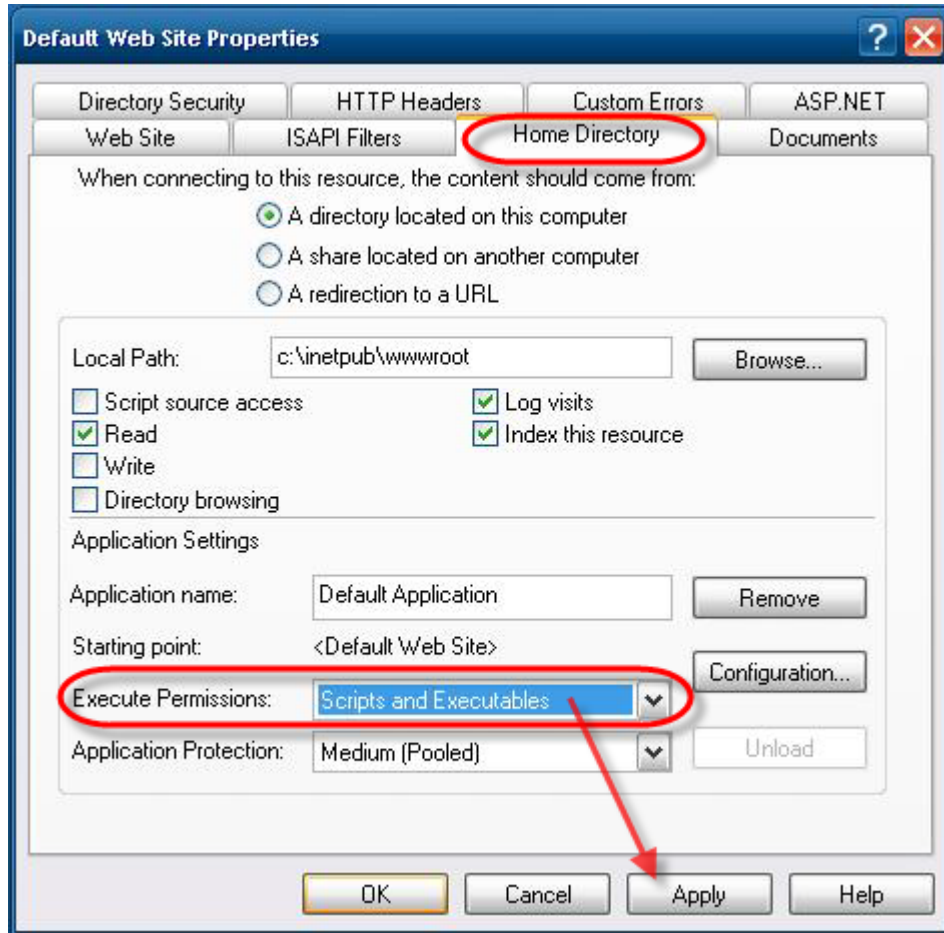 Default Web Site Properties
?
Directory Security HTTP Headers Custom Errors ASP.NET
Web Site ISAPI Filters Home Directory Documents
When connecting to this resource, the content should come from:
A directory located on this computer
A share located on another computer
A redirection to a URL
Local Path: c:\inetpub\wwwroot Browse...
Script source access Log visits
Read Index this resource
Write
Directory browsing
Application Settings
Application name: Default Application Remove
Starting point: <Default Web Site>
Configuration...
Execute Permissions: Scripts and Executables
Application Protection: Medium (Pooled) Unload
OK Cancel Apply Help